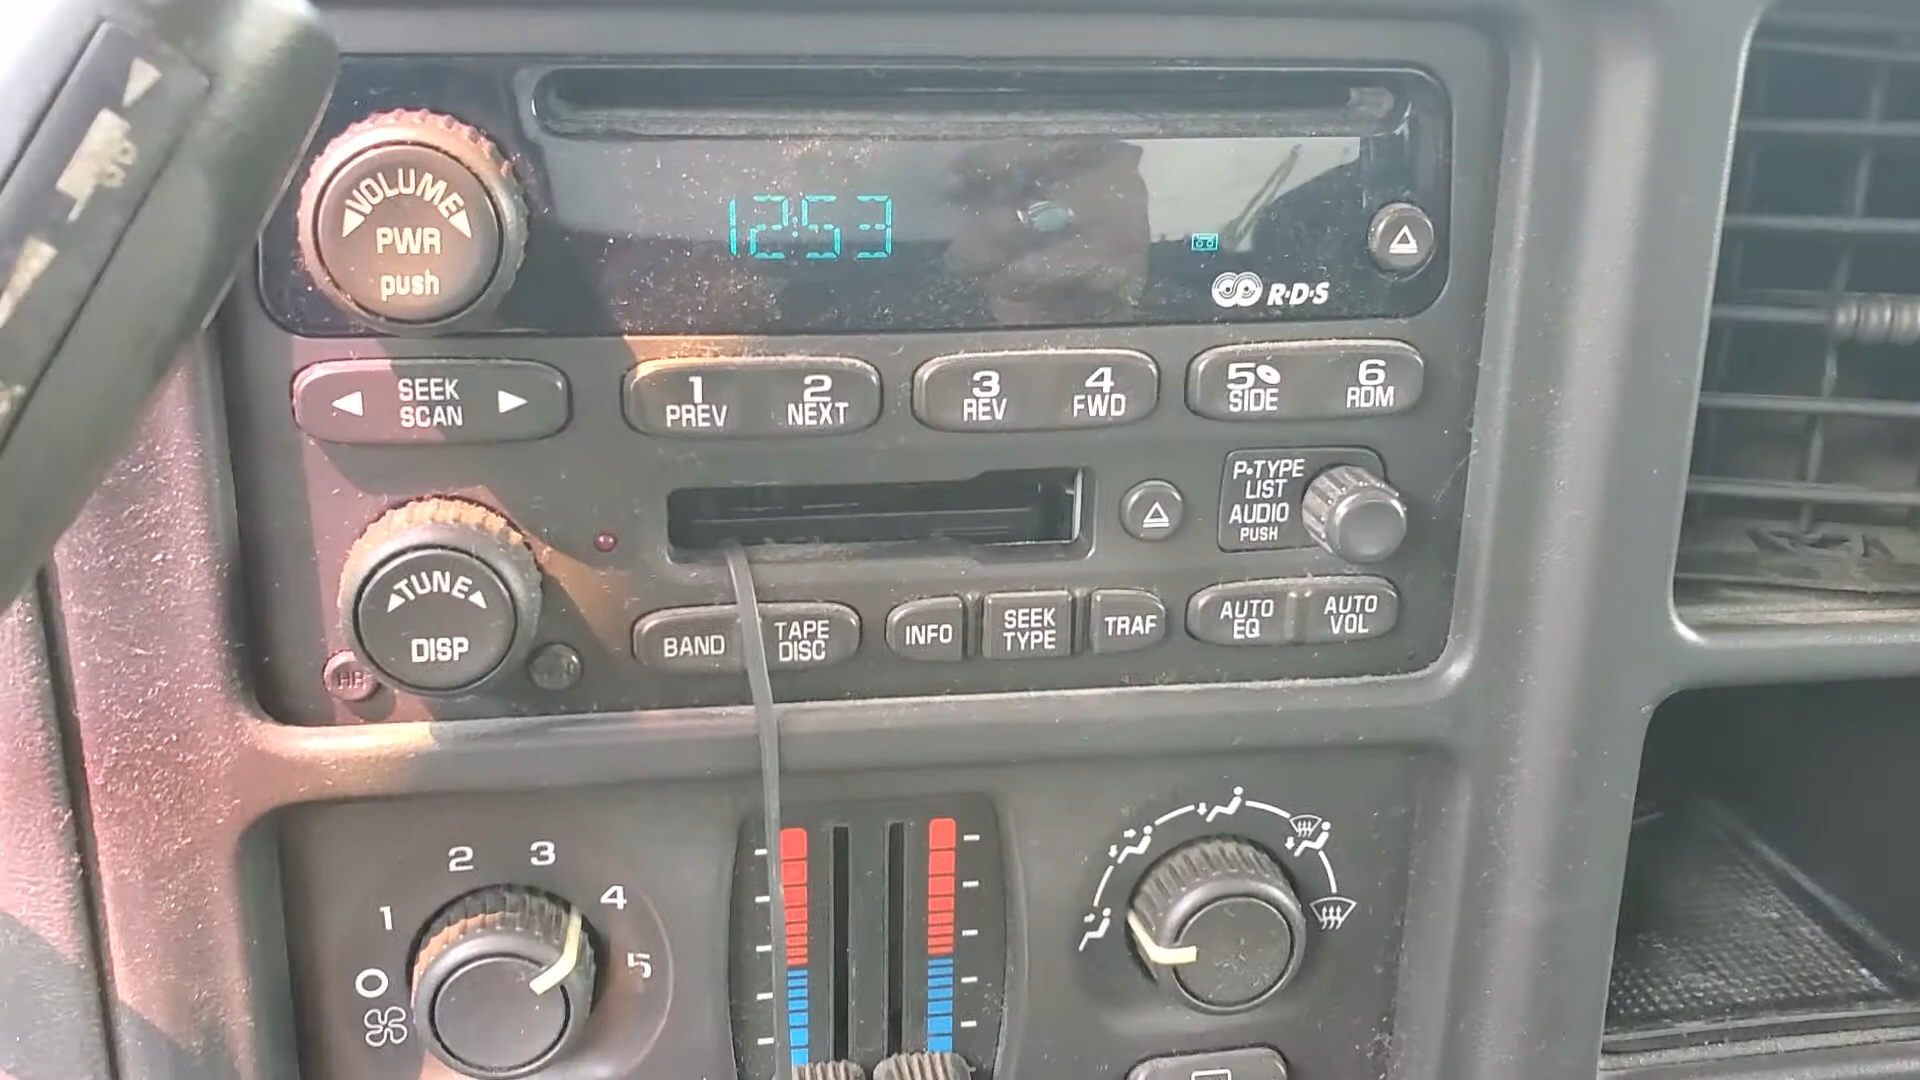 VOLUME
PWR
push
12:53
R·D·S
SEEK
SCAN
1
PREV
2
NEXT
3
REV
4
FWD
5
SIDE
6
RDM
P•TYPE
LIST
AUDIO
PUSH
TUNE
DISP
HR
BAND
TAPE
DISC
INFO
SEEK
TYPE
TRAF
AUTO
EQ
AUTO
VOL
0
1
2
3
4
5